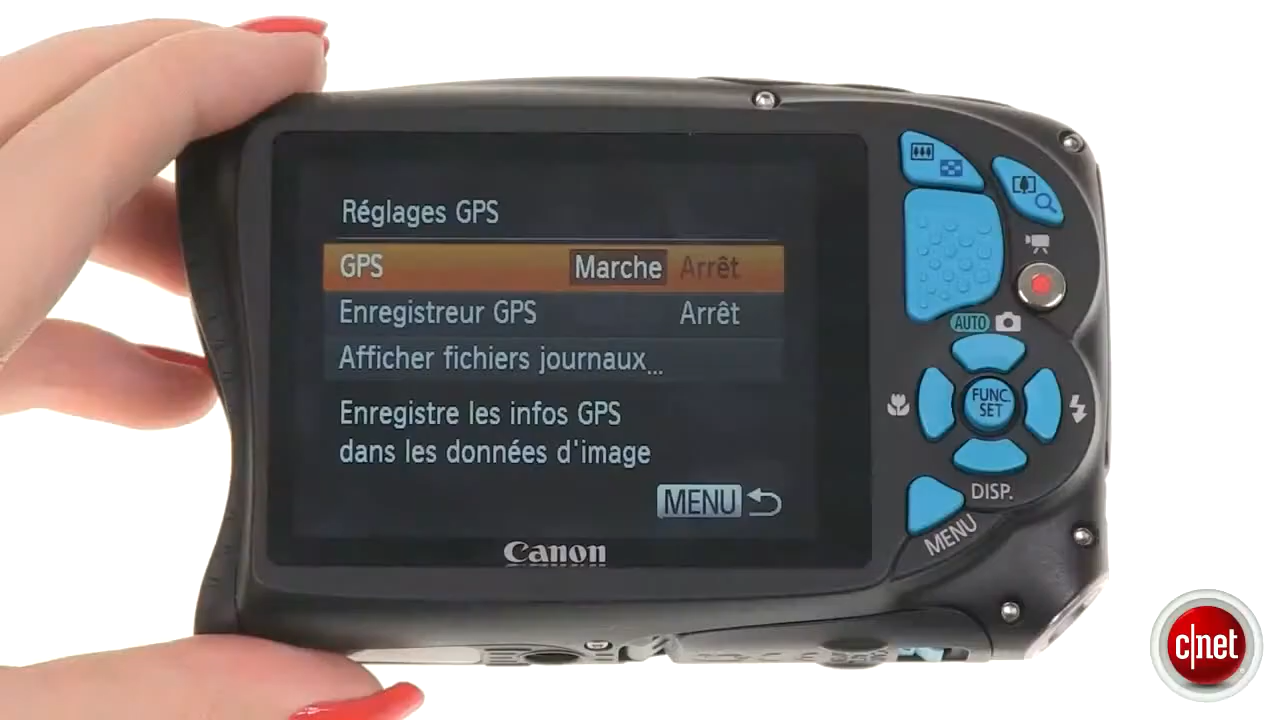 Réglages GPS
GPS Marche Arrêt
Enregistreur GPS Arrêt
Afficher fichiers journaux...
Enregistre les infos GPS
dans les données d'image
MENU
Canon
AUTO
FUNC.
SET
DISP.
MENU
c|net